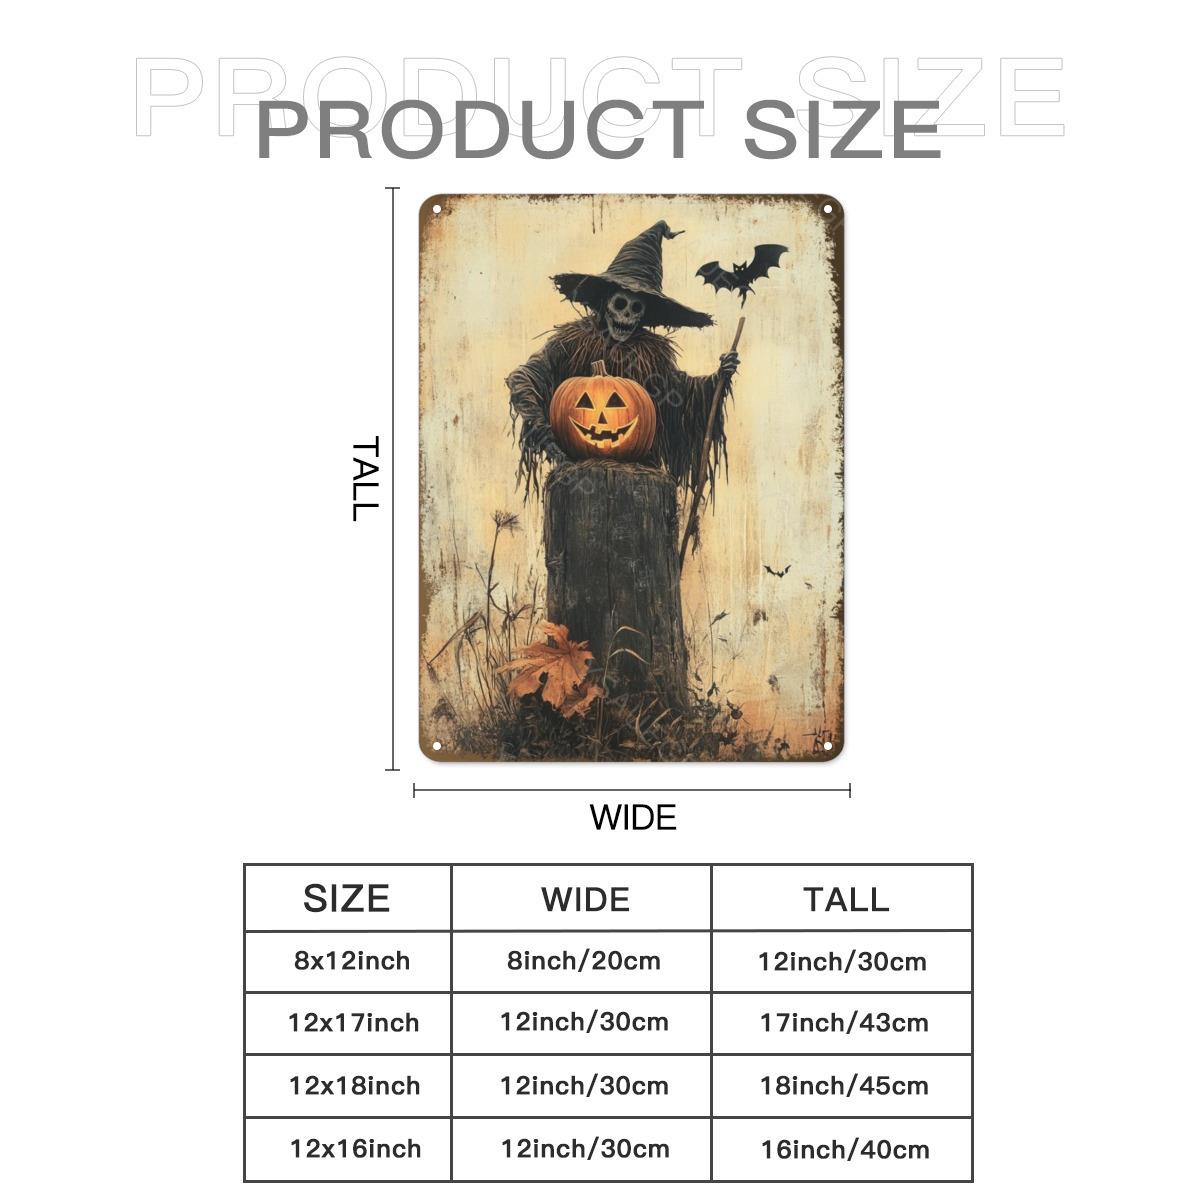 PRODUCT SIZE
PRODUCT SIZE
TALL
WIDE
SIZE WIDE TALL
8x12inch 8inch/20cm 12inch/30cm
12x17inch 12inch/30cm 17inch/43cm
12x18inch 12inch/30cm 18inch/45cm
12x16inch 12inch/30cm 16inch/40cm